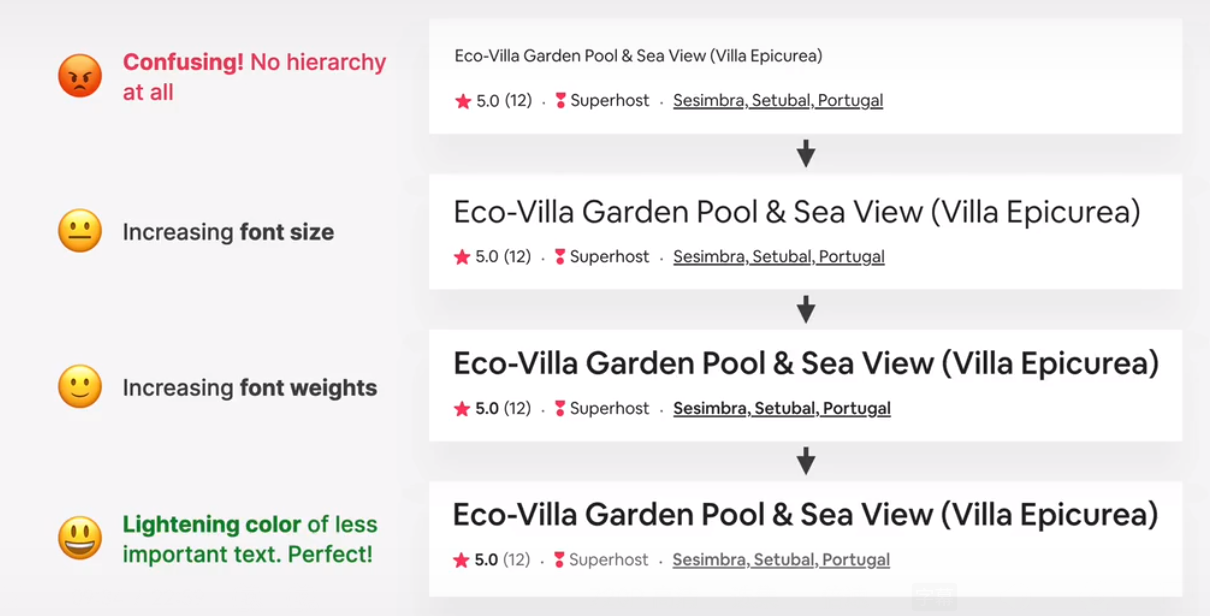 Confusing! No hierarchy
at all
Eco-Villa Garden Pool & Sea View (Villa Epicurea)
5.0 (12) · Superhost · Sesimbra, Setubal, Portugal
Increasing font size
Eco-Villa Garden Pool & Sea View (Villa Epicurea)
5.0 (12) · Superhost · Sesimbra, Setubal, Portugal
Increasing font weights
Eco-Villa Garden Pool & Sea View (Villa Epicurea)
5.0 (12) · Superhost · Sesimbra, Setubal, Portugal
Lightening color of less
important text. Perfect!
Eco-Villa Garden Pool & Sea View (Villa Epicurea)
5.0 (12) · Superhost · Sesimbra, Setubal, Portugal